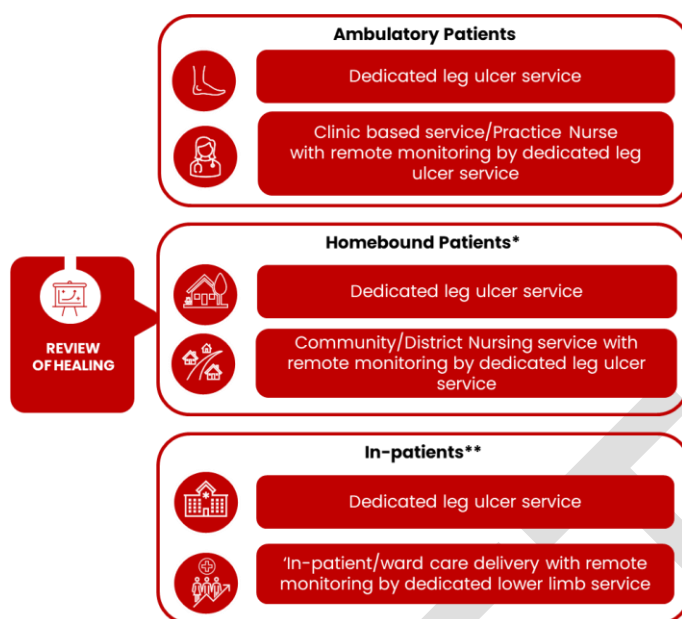 Ambulatory Patients
Dedicated leg ulcer service
Clinic based service/Practice Nurse
with remote monitoring by dedicated leg
ulcer service
Homebound Patients*
Dedicated leg ulcer service
Community/District Nursing service with
remote monitoring by dedicated leg ulcer
service
REVIEW
OF HEALING
In-patients**
Dedicated leg ulcer service
‘In-patient/ward care delivery with remote
monitoring by dedicated lower limb service